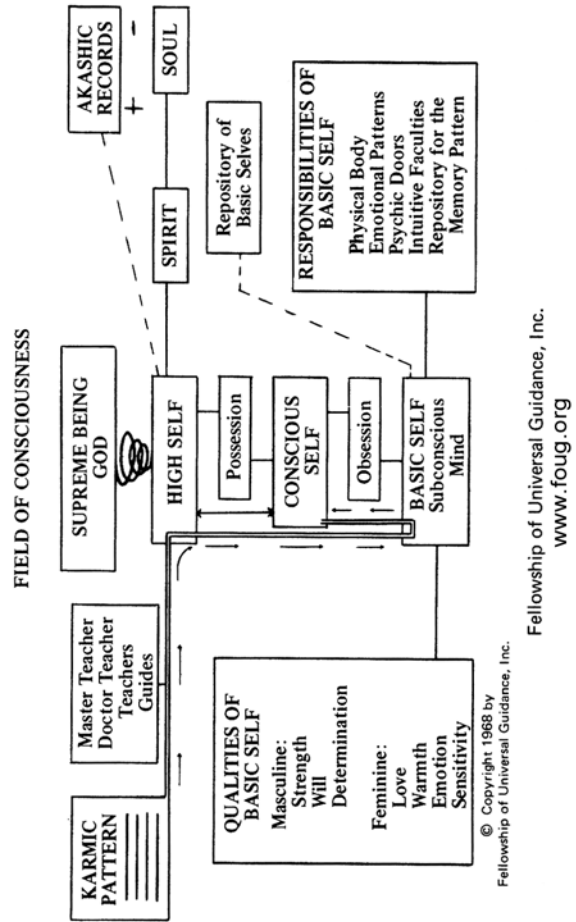 FIELD OF CONSCIOUSNESS
KARMIC
PATTERN
Master Teacher
Doctor Teacher
Teachers
Guides
SUPREME BEING
GOD
AKASHIC
RECORDS
+
-
HIGH SELF
SPIRIT
SOUL
Possession
Repository of
Basic Selves
CONSCIOUS
SELF
Obsession
BASIC SELF
Subconscious
Mind
QUALITIES OF
BASIC SELF
Masculine:
Strength
Will
Determination
Feminine:
Love
Warmth
Emotion
Sensitivity
RESPONSIBILITIES OF
BASIC SELF
Physical Body
Emotional Patterns
Psychic Doors
Intuitive Faculties
Repository for the
Memory Pattern
© Copyright 1968 by
Fellowship of Universal Guidance, Inc.
Fellowship of Universal Guidance, Inc.
www.foug.org